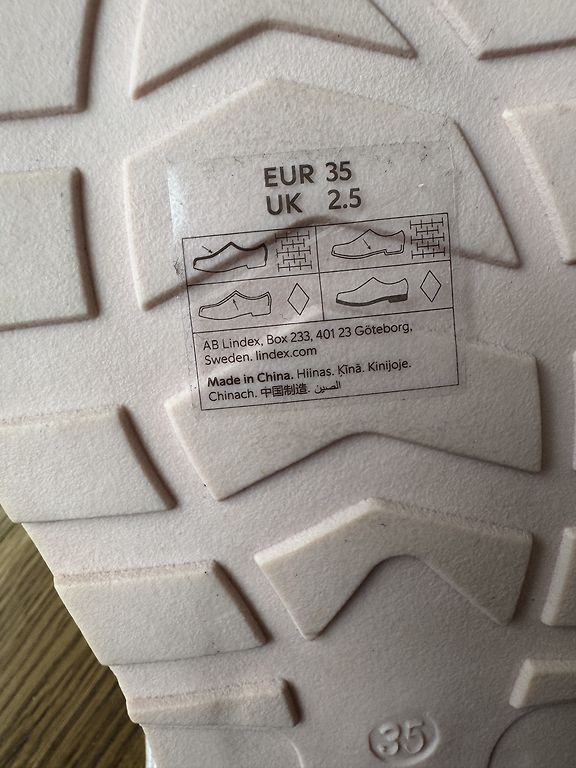 EUR 35
UK 2.5
AB Lindex, Box 233, 401 23 Göteborg,
Sweden. lindex.com
Made in China. Hiinas. Ķīnā. Kinijoje.
Chinach. 中国制造. الصين
35